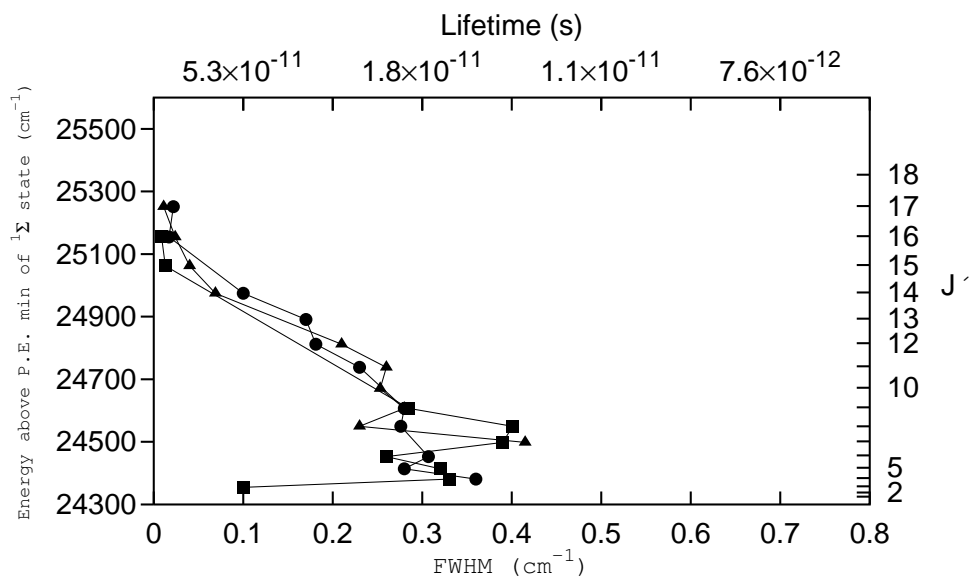 Lifetime (s)
5.3×10⁻¹¹ 1.8×10⁻¹¹ 1.1×10⁻¹¹ 7.6×10⁻¹²
Energy above P.E. min of ¹Σ state (cm⁻¹)
25500
25300
25100
24900
24700
24500
24300
18
17
16
15
14
13
12
10
5
2
J´
0 0.1 0.2 0.3 0.4 0.5 0.6 0.7 0.8
FWHM (cm⁻¹)